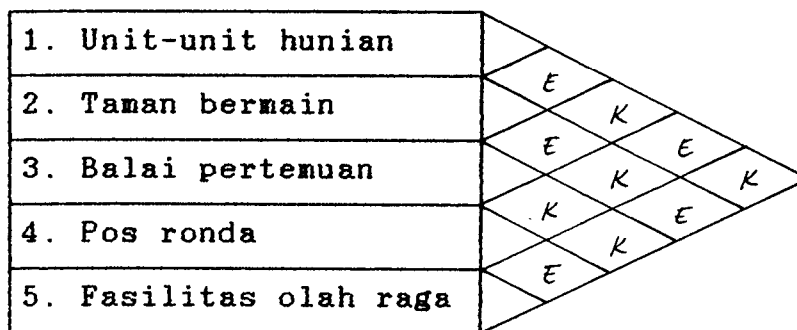 1. Unit-unit hunian
E
K
2. Taman bermain
E
E
K
K
3. Balai pertemuan
K
E
4. Pos ronda
K
E
5. Fasilitas olah raga